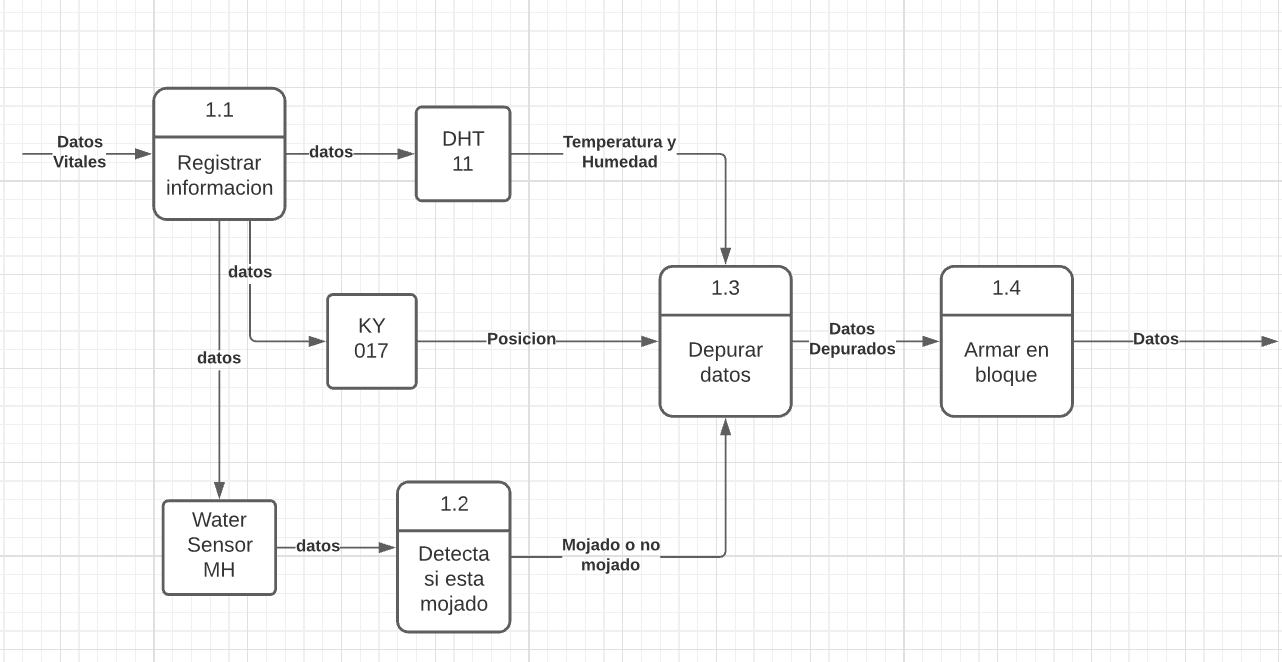 1.1
Registrar
informacion
Datos
Vitales
datos
DHT
11
Temperatura y
Humedad
datos
KY
017
Posicion
1.3
Depurar
datos
Datos
Depurados
1.4
Armar en
bloque
Datos
datos
Water
Sensor
MH
datos
1.2
Detecta
si esta
mojado
Mojado o no
mojado